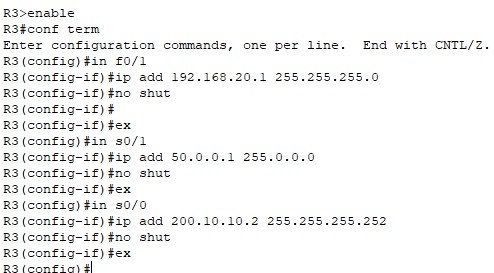 R3>enable
R3#conf term
Enter configuration commands, one per line.  End with CNTL/Z.
R3(config)#in f0/1
R3(config-if)#ip add 192.168.20.1 255.255.255.0
R3(config-if)#no shut
R3(config-if)#
R3(config-if)#ex
R3(config)#in s0/1
R3(config-if)#ip add 50.0.0.1 255.0.0.0
R3(config-if)#no shut
R3(config-if)#ex
R3(config)#in s0/0
R3(config-if)#ip add 200.10.10.2 255.255.255.252
R3(config-if)#no shut
R3(config-if)#ex
R3(config)#